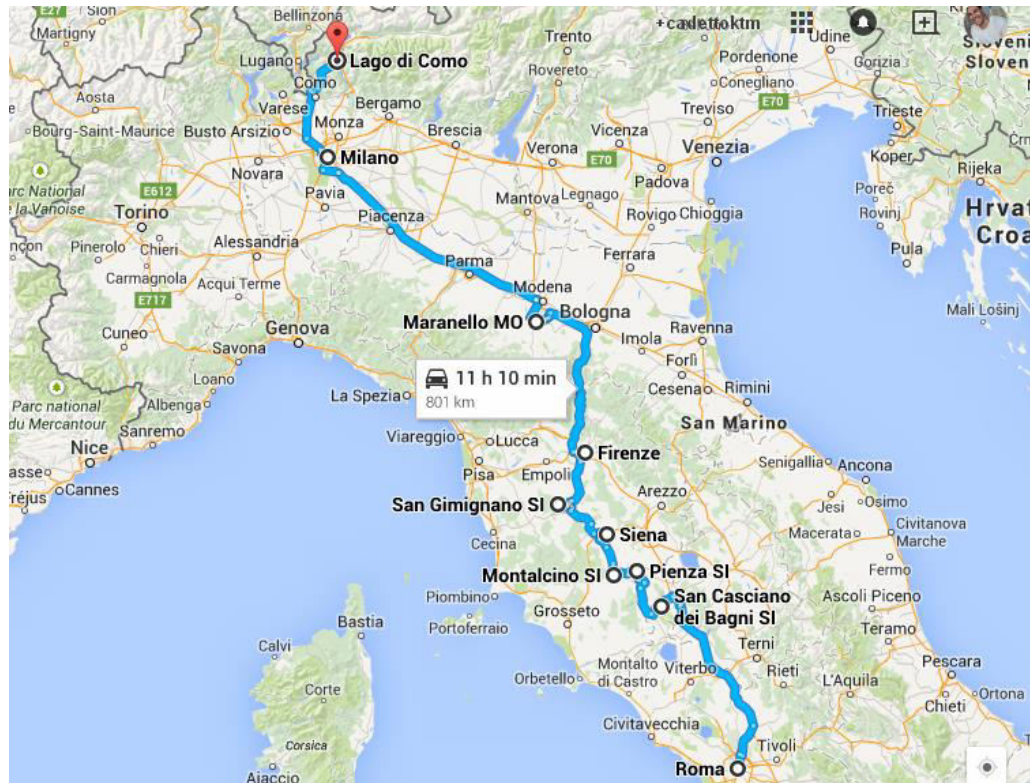 E27
Sion
Martigny
Bellinzona
+cadettoktm
Lugano
Lago di Como
Como
Varese
Bergamo
Trento
Rovereto
Udine
Pordenone
Conegliano
Gorizia
Sloveni
Sloven
E70
Aosta
Bourg-Saint-Maurice
Busto Arsizio
Monza
Brescia
Treviso
Vicenza
Verona
E70
Venezia
Trieste
Koper
Milano
Novara
Pavia
Parc National
e la Vanoise
E612
Torino
Chieri
Pinerolo
Carmagnola
Piacenza
Mantova
Legnago
Padova
Rovigo
Chioggia
Poreč
Rovinj
Rijeka
Hrvat
Croa
Pula
Alessandria
Acqui Terme
E717
Parma
Modena
Ferrara
Maranello MO
Bologna
Ravenna
Imola
Forlì
Cesena
Rimini
Mali Lošinj
Cuneo
Genova
Savona
Loano
Albenga
Sanremo
Parc national
du Mercantour
La Spezia
11 h 10 min
801 km
San Marino
Nice
Cannes
Fréjus
Viareggio
Lucca
Pisa
Empoli
Firenze
Senigallia
Ancona
San Gimignano SI
Arezzo
Jesi
Osimo
Siena
Macerata
Civitanova
Marche
Cecina
Montalcino SI
Pienza SI
San Casciano
dei Bagni SI
Fermo
Ascoli Piceno
Teramo
Piombino
Portoferraio
Grosseto
Bastia
Calvi
Corte
Corsica
Ajaccio
Orbetello
Montalto
di Castro
Viterbo
Terni
Rieti
L'Aquila
Pescara
Ortona
Chieti
Civitavecchia
Tivoli
Roma